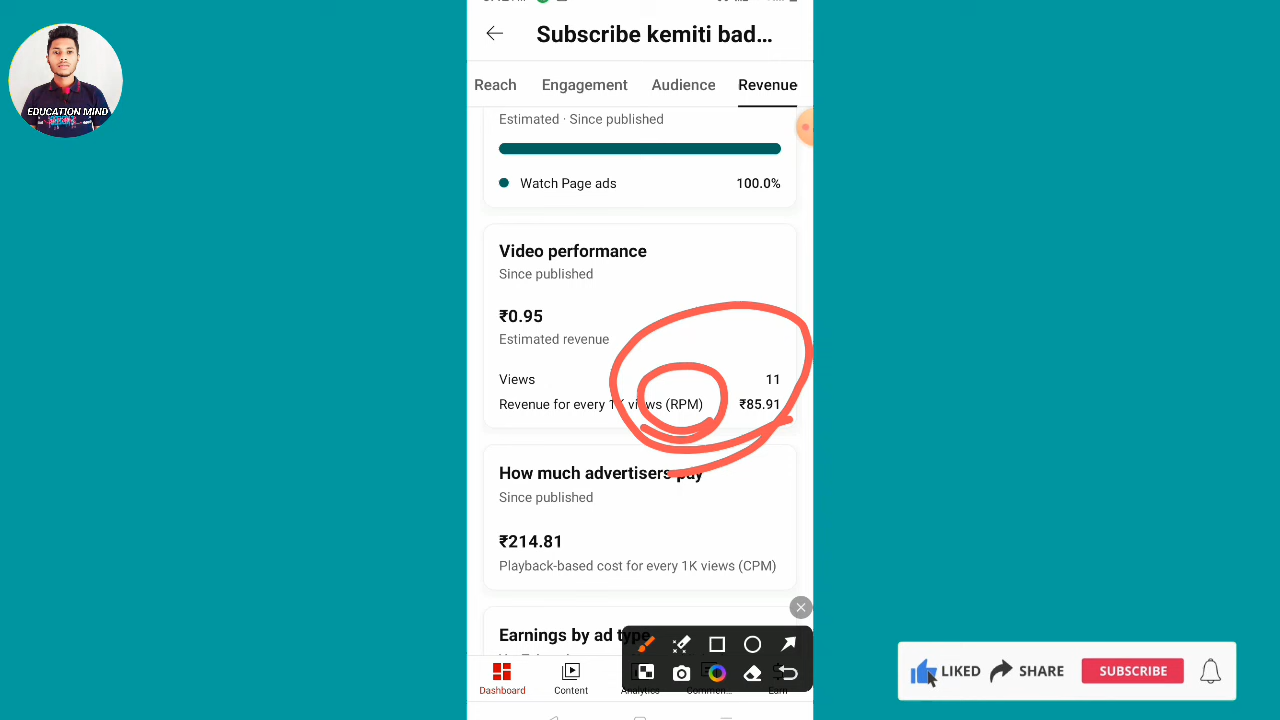 EDUCATION MIND
Subscribe kemiti bad...
Reach Engagement Audience Revenue
Estimated · Since published
Watch Page ads 100.0%
Video performance
Since published
₹0.95
Estimated revenue
Views 11
Revenue for every 1K views (RPM) ₹85.91
How much advertisers pay
Since published
₹214.81
Playback-based cost for every 1K views (CPM)
Earnings by ad type
Dashboard Content Analytics Commen... Earn
LIKED SHARE SUBSCRIBE